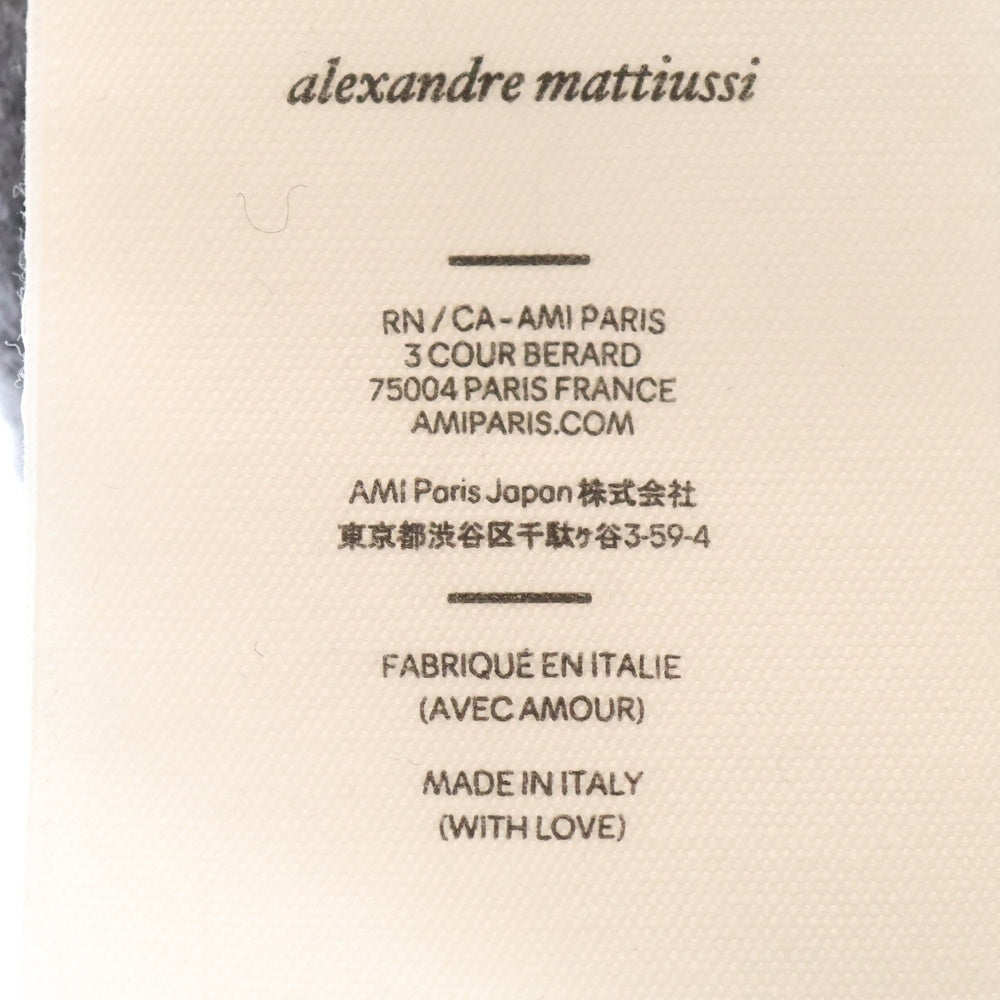 alexandre mattiussi
RN / CA - AMI PARIS
3 COUR BERARD
75004 PARIS FRANCE
AMIPARIS.COM
AMI Paris Japan 株式会社
東京都渋谷区千駄ヶ谷3-59-4
FABRIQUÉ EN ITALIE
(AVEC AMOUR)
MADE IN ITALY
(WITH LOVE)